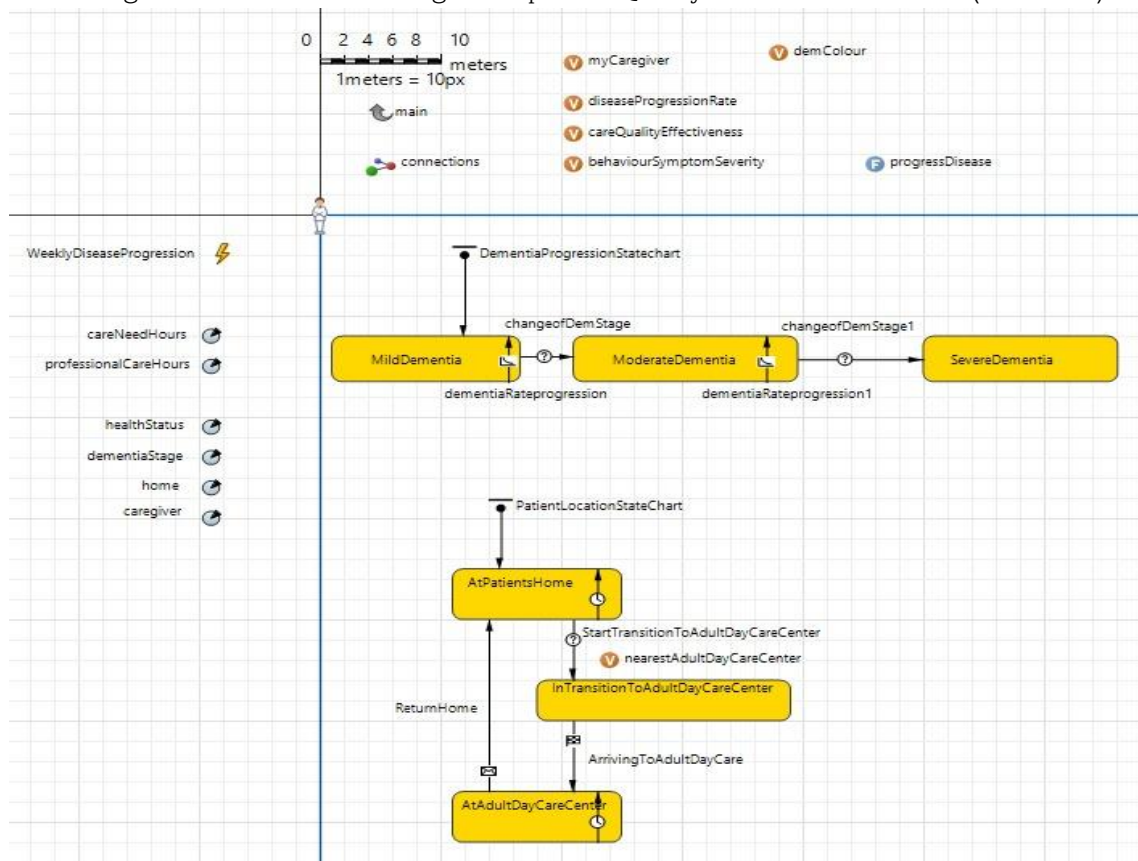 0 2 4 6 8 10
meters
1meters = 10px
myCaregiver
demColour
diseaseProgressionRate
main
careQualityEffectiveness
connections
behaviourSymptomSeverity
progressDisease
WeeklyDiseaseProgression
DementiaProgressionStatechart
careNeedHours
changeofDemStage
changeofDemStage1
professionalCareHours
MildDementia
ModerateDementia
SevereDementia
dementiaRateprogression
dementiaRateprogression1
healthStatus
dementiaStage
home
caregiver
PatientLocationStateChart
AtPatientsHome
StartTransitionToAdultDayCareCenter
nearestAdultDayCareCenter
InTransitionToAdultDayCareCenter
ReturnHome
ArrivingToAdultDayCare
AtAdultDayCareCenter